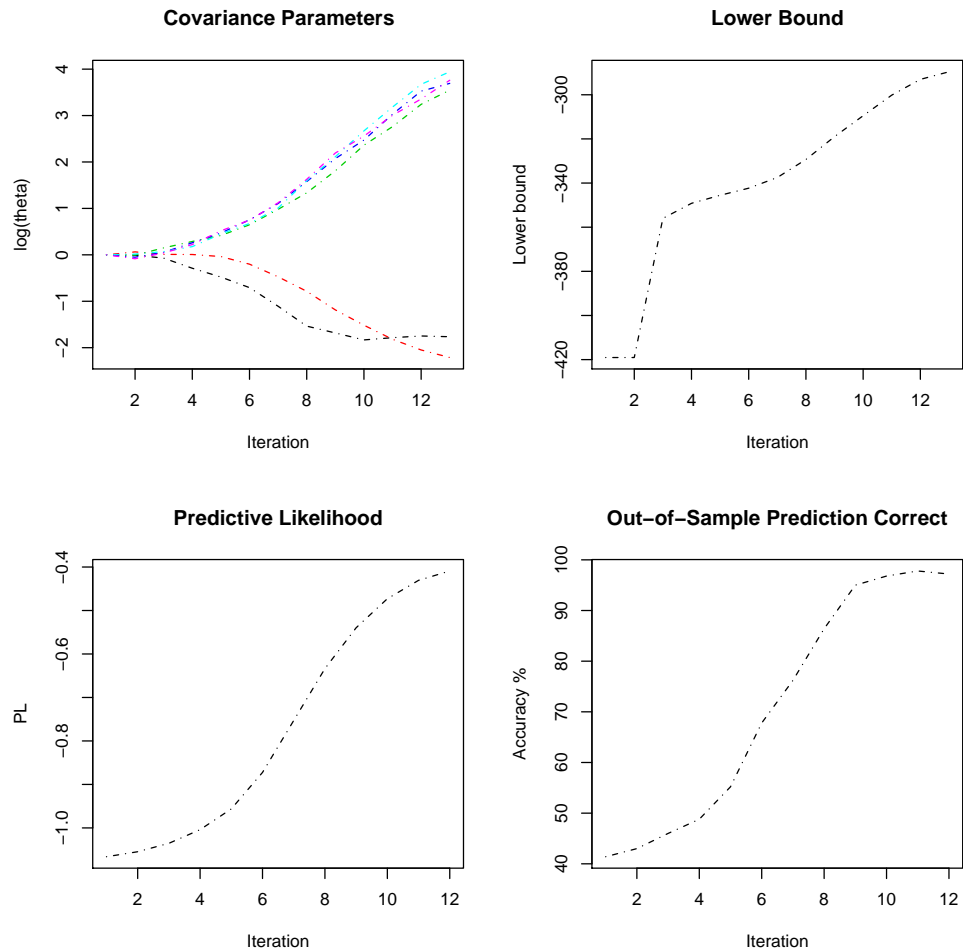 Covariance Parameters
4
3
2
1
0
−1
−2
log(theta)
2 4 6 8 10 12
Iteration
Lower Bound
−300
−340
−380
−420
Lower bound
2 4 6 8 10 12
Iteration
Predictive Likelihood
−0.4
−0.6
−0.8
−1.0
PL
2 4 6 8 10 12
Iteration
Out−of−Sample Prediction Correct
100
90
80
70
60
50
40
Accuracy %
2 4 6 8 10 12
Iteration